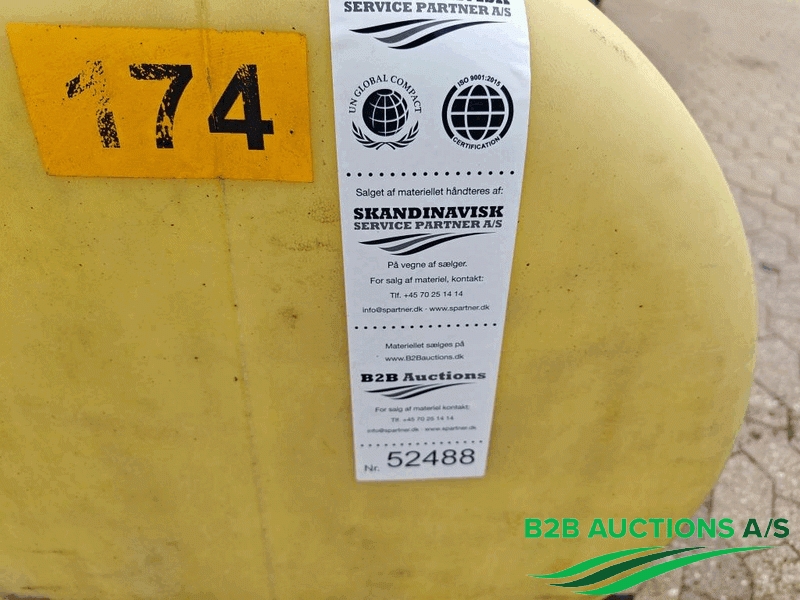 174
SERVICE PARTNER A/S
UN GLOBAL COMPACT
ISO 9001:2015
CERTIFICATION
Salget af materiellet håndteres af:
SKANDINAVISK
SERVICE PARTNER A/S
På vegne af sælger.
For salg af materiel, kontakt:
Tlf. +45 70 25 14 14
info@spartner.dk · www.spartner.dk
Materiellet sælges på
www.B2Bauctions.dk
B2B Auctions
For salg af materiel kontakt:
Tlf. +45 70 25 14 14
info@spartner.dk · www.spartner.dk
Nr. 52488
B2B AUCTIONS A/S